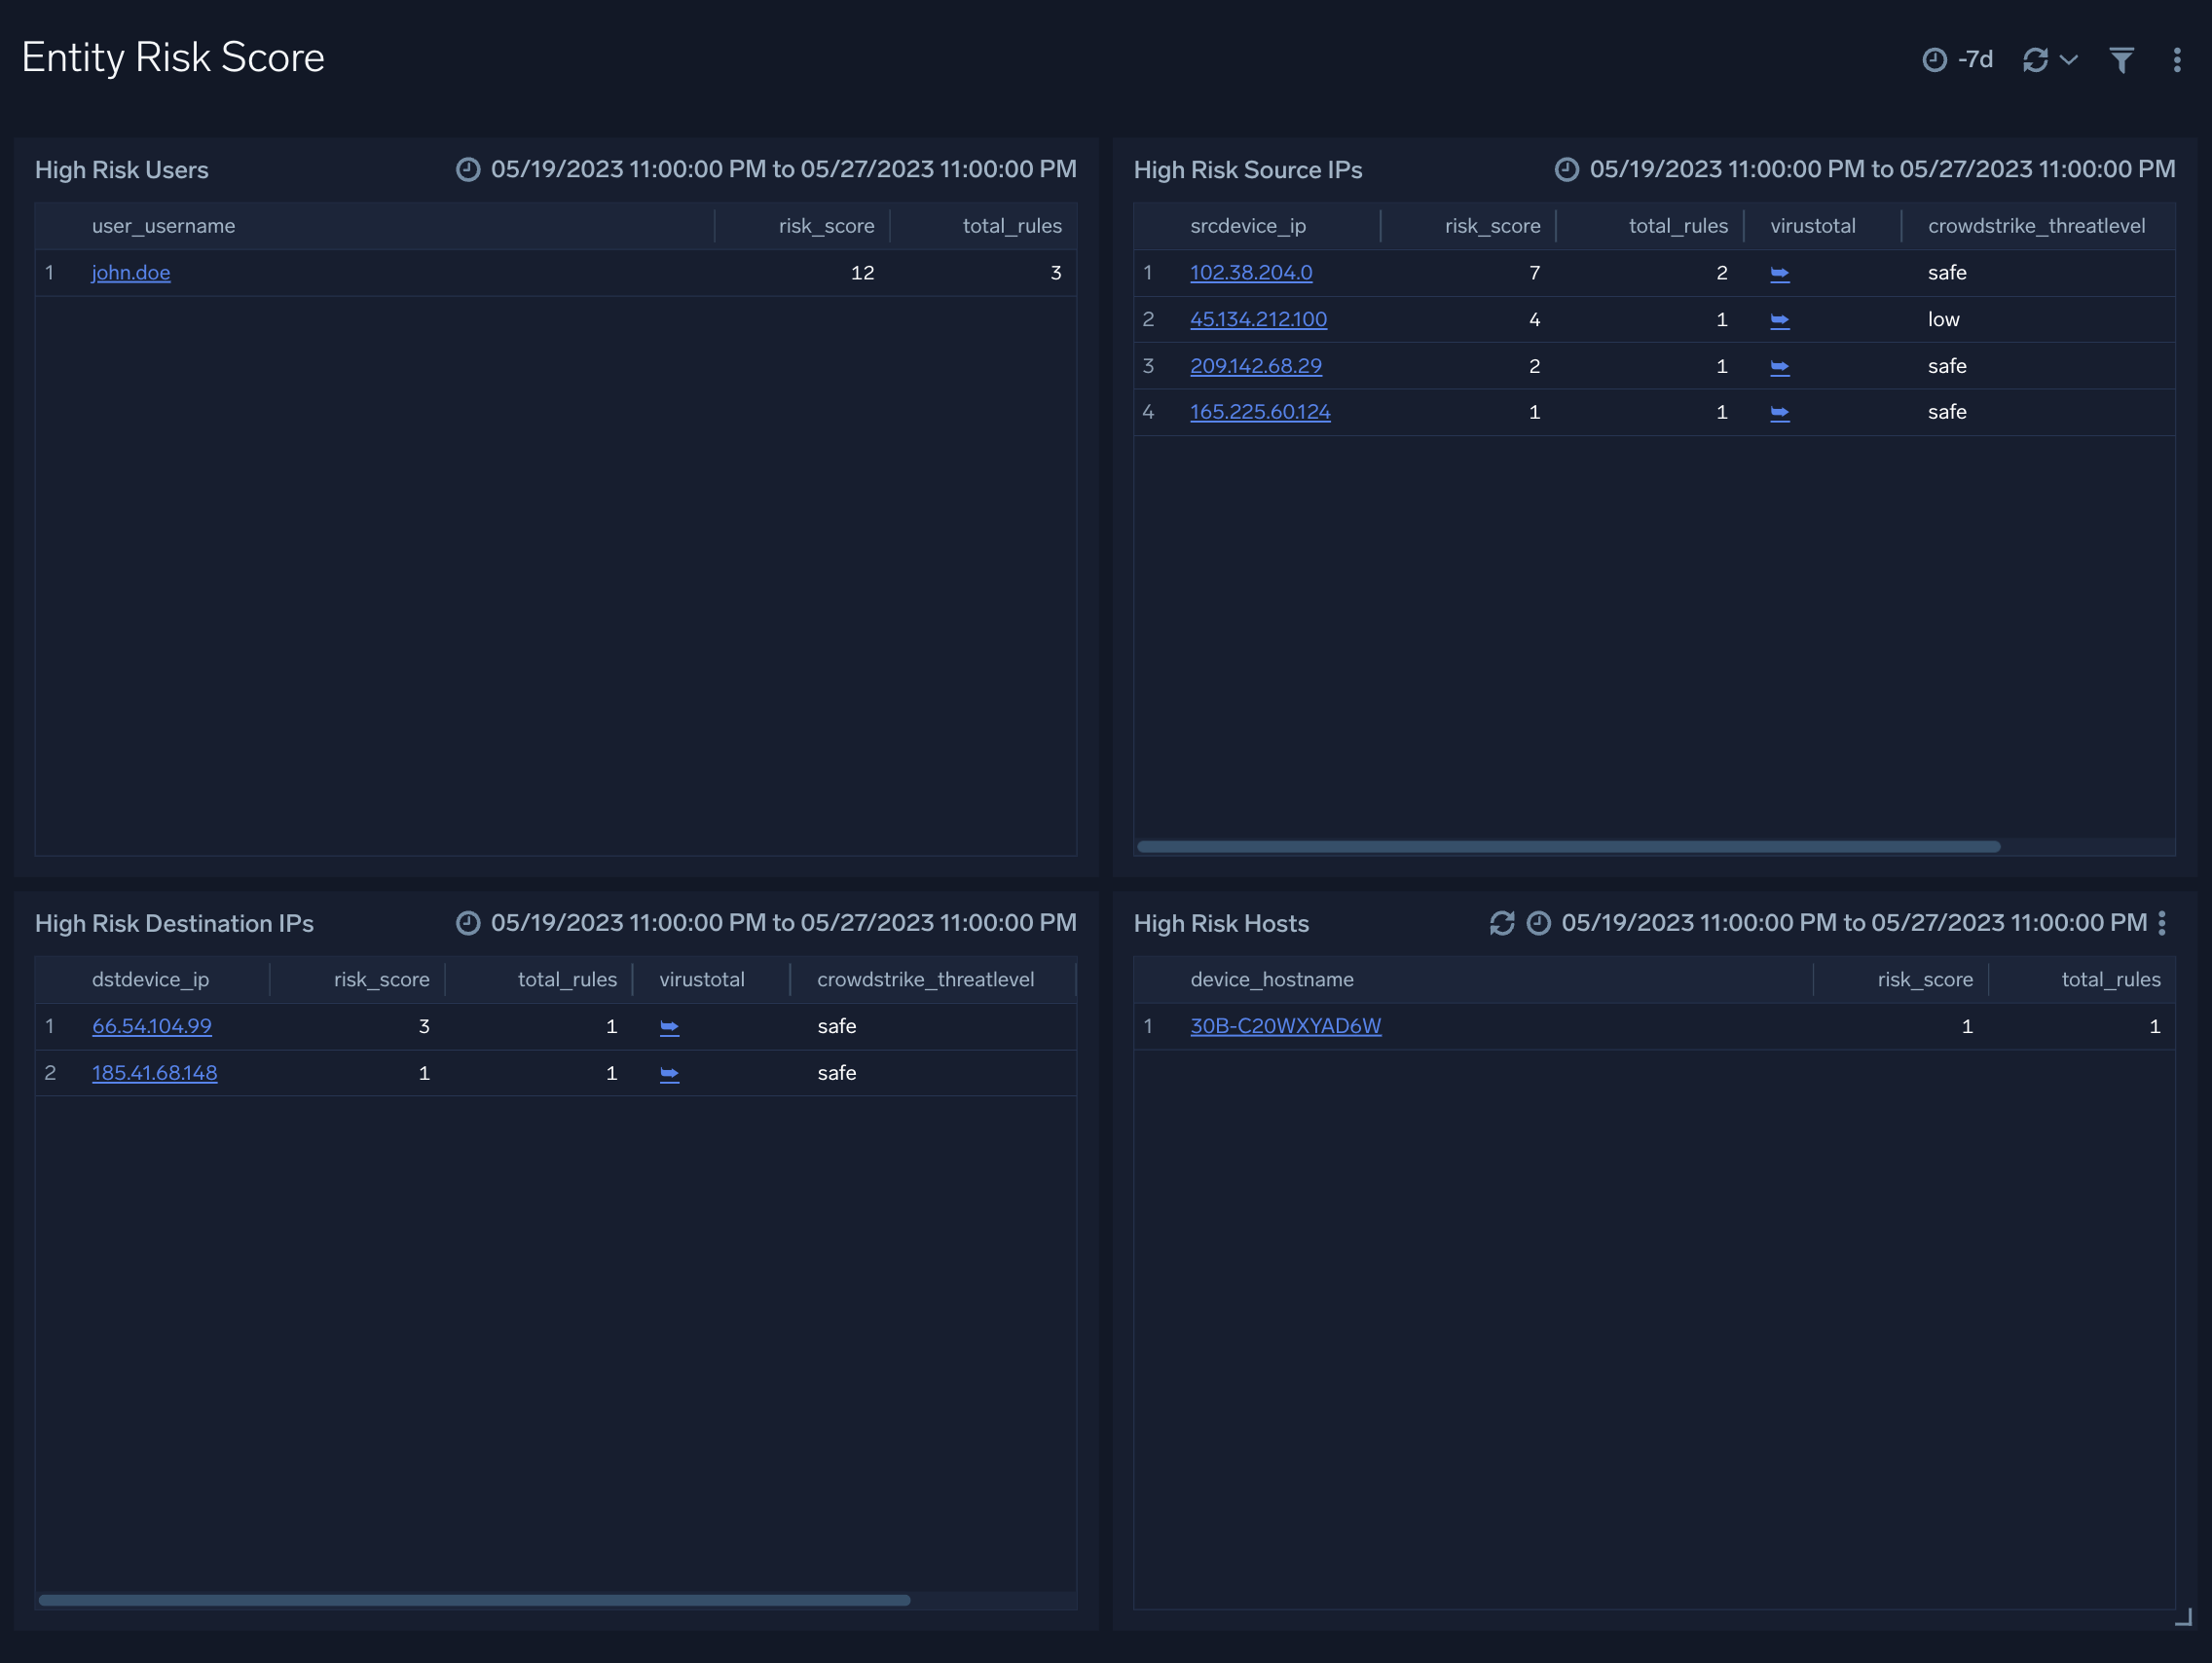 Entity Risk Score
-7d
High Risk Users
05/19/2023 11:00:00 PM to 05/27/2023 11:00:00 PM
user_username risk_score total_rules
1 john.doe 12 3
High Risk Source IPs
05/19/2023 11:00:00 PM to 05/27/2023 11:00:00 PM
srcdevice_ip risk_score total_rules virustotal crowdstrike_threatlevel
1 102.38.204.0 7 2 safe
2 45.134.212.100 4 1 low
3 209.142.68.29 2 1 safe
4 165.225.60.124 1 1 safe
High Risk Destination IPs
05/19/2023 11:00:00 PM to 05/27/2023 11:00:00 PM
dstdevice_ip risk_score total_rules virustotal crowdstrike_threatlevel
1 66.54.104.99 3 1 safe
2 185.41.68.148 1 1 safe
High Risk Hosts
05/19/2023 11:00:00 PM to 05/27/2023 11:00:00 PM
device_hostname risk_score total_rules
1 30B-C20WXYAD6W 1 1